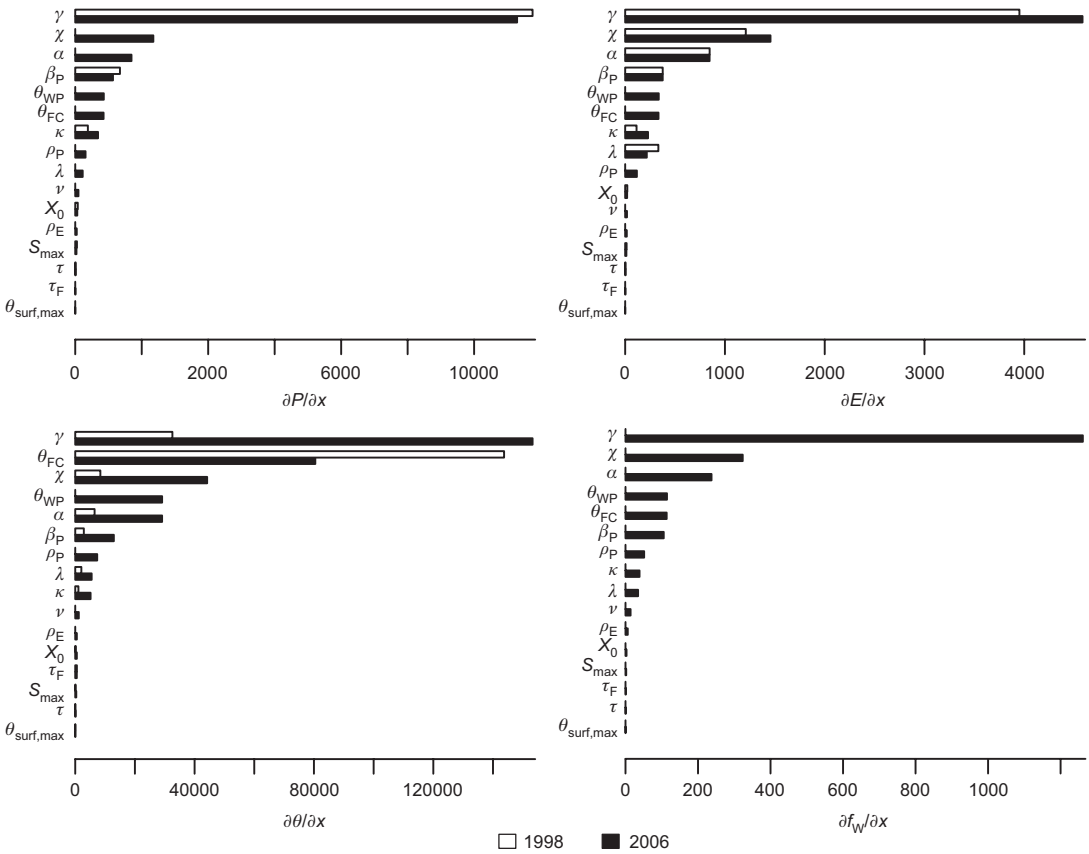 γ
χ
α
βP
θWP
θFC
κ
ρP
λ
ν
X0
ρE
Smax
τ
τF
θsurf,max
0 2000 6000 10000
∂P/∂x
γ
χ
α
βP
θWP
θFC
κ
λ
ρP
X0
ν
ρE
Smax
τ
τF
θsurf,max
0 1000 2000 3000 4000
∂E/∂x
γ
θFC
χ
θWP
α
βP
ρP
λ
κ
ν
ρE
X0
τF
Smax
τ
θsurf,max
0 40000 80000 120000
∂θ/∂x
γ
χ
α
θWP
θFC
βP
ρP
κ
λ
ν
ρE
X0
Smax
τF
τ
θsurf,max
0 200 400 600 800 1000
∂fW/∂x
1998 2006